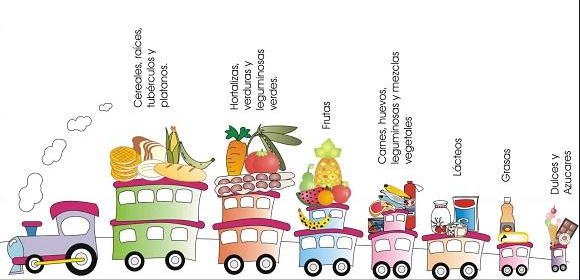 Cereales, raíces,
tubérculos y
platanos.
Hortalizas,
verduras y
leguminosas
verdes.
Frutas
Carnes, huevos,
leguminosas y mezclas
vegetales
Lácteos
Grasas
Dulces y
Azucares